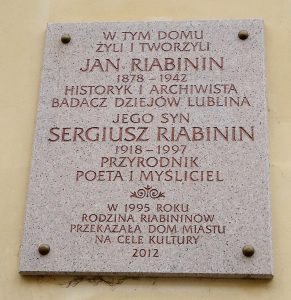 W TYM DOMU
ŻYLI I TWORZYLI
JAN RIABININ
1878 – 1942
HISTORYK I ARCHIWISTA
BADACZ DZIEJÓW LUBLINA
JEGO SYN
SERGIUSZ RIABININ
1918 – 1997
PRZYRODNIK
POETA I MYŚLICIEL
W 1995 ROKU
RODZINA RIABININÓW
PRZEKAZAŁA DOM MIASTU
NA CELE KULTURY
2012